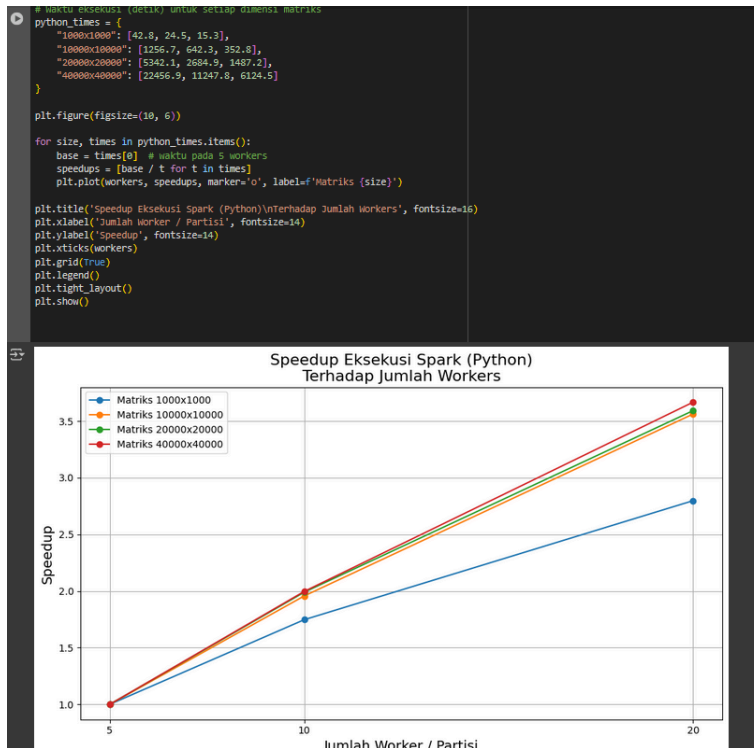 # Waktu eksekusi (detik) untuk setiap dimensi matriks
python_times = {
    "1000x1000": [42.8, 24.5, 15.3],
    "10000x10000": [1256.7, 642.3, 352.8],
    "20000x20000": [5342.1, 2684.9, 1487.2],
    "40000x40000": [22456.9, 11247.8, 6124.5]
}
plt.figure(figsize=(10, 6))
for size, times in python_times.items():
    base = times[0]  # waktu pada 5 workers
    speedups = [base / t for t in times]
    plt.plot(workers, speedups, marker='o', label=f'Matriks {size}')
plt.title('Speedup Eksekusi Spark (Python)\nTerhadap Jumlah Workers', fontsize=16)
plt.xlabel('Jumlah Worker / Partisi', fontsize=14)
plt.ylabel('Speedup', fontsize=14)
plt.xticks(workers)
plt.grid(True)
plt.legend()
plt.tight_layout()
plt.show()
Speedup Eksekusi Spark (Python)
Terhadap Jumlah Workers
Matriks 1000x1000
Matriks 10000x10000
Matriks 20000x20000
Matriks 40000x40000
3.5
3.0
2.5
2.0
1.5
1.0
Speedup
5 10 20
Jumlah Worker / Partisi